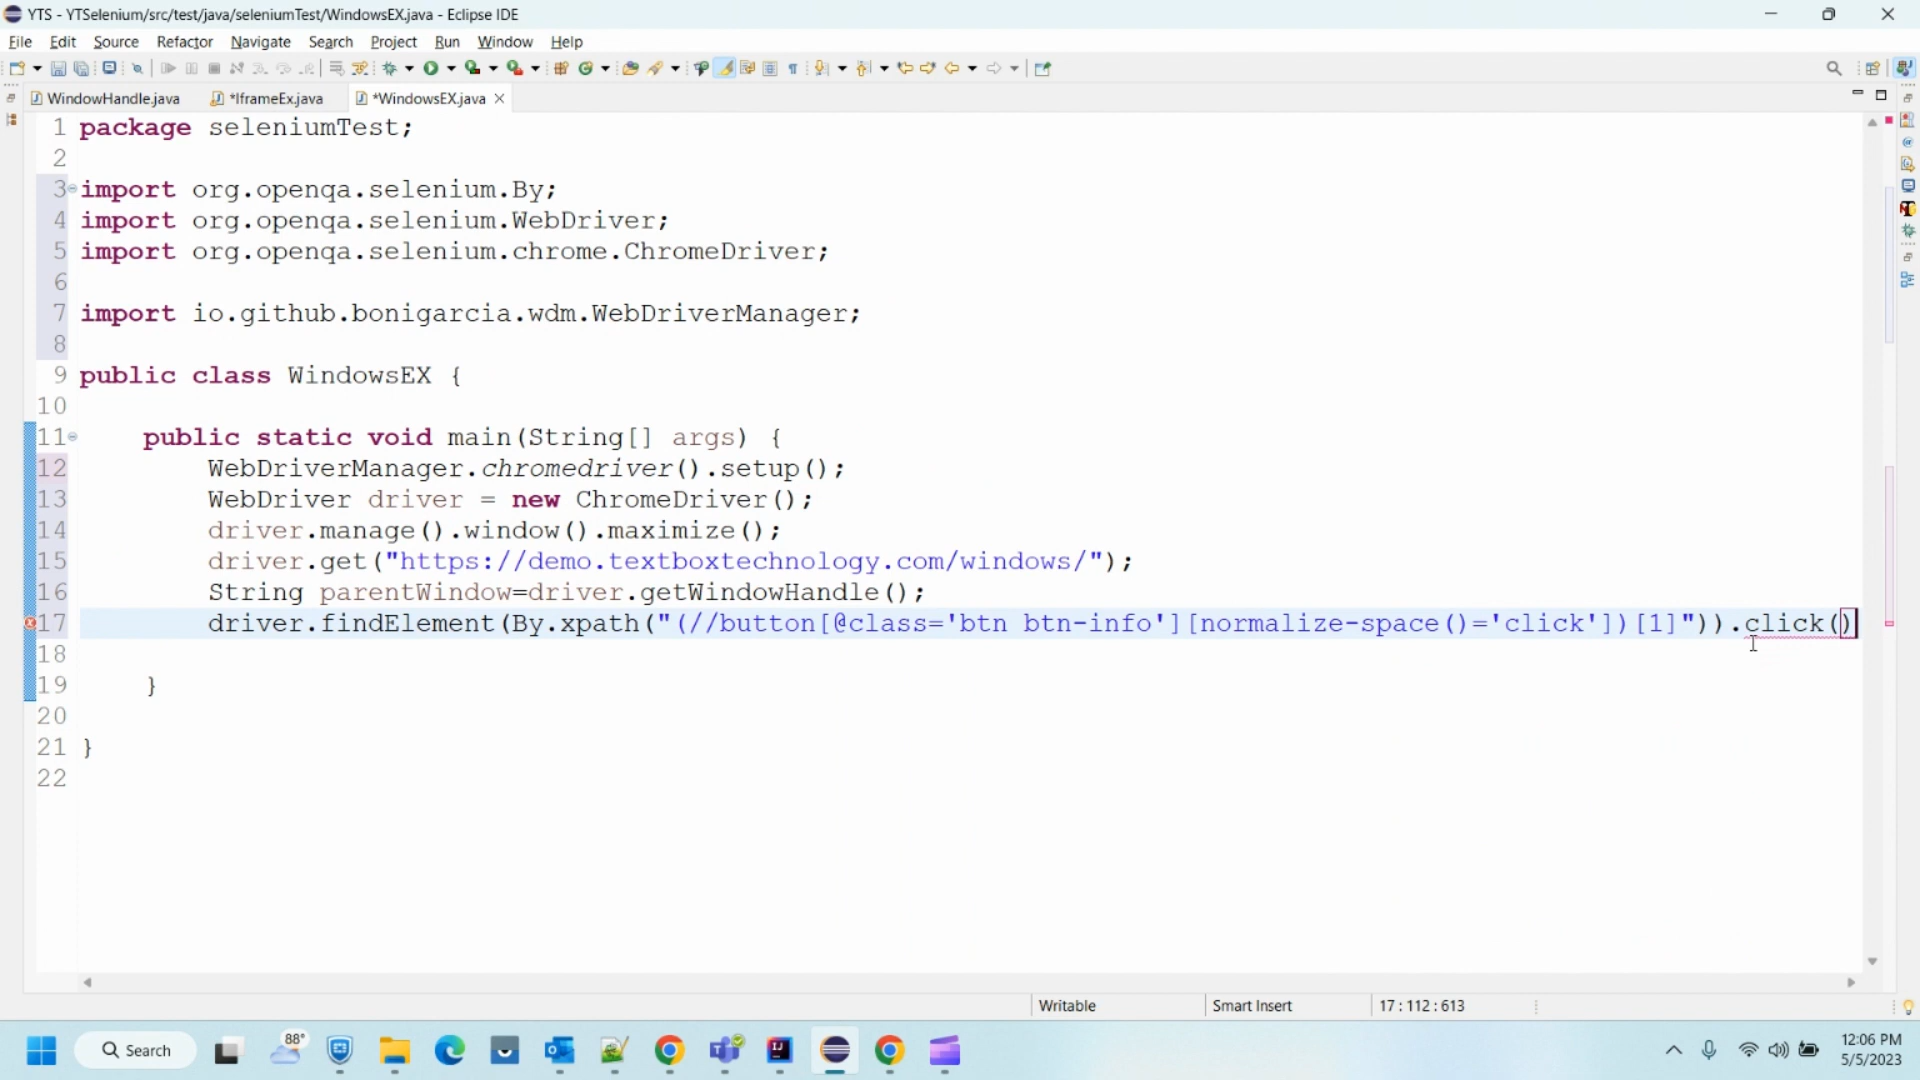 YTS - YTSelenium/src/test/java/seleniumTest/WindowsEX.java - Eclipse IDE
File Edit Source Refactor Navigate Search Project Run Window Help
WindowHandle.java *IframeEx.java *WindowsEX.java
1 package seleniumTest;
2
3 import org.openqa.selenium.By;
4 import org.openqa.selenium.WebDriver;
5 import org.openqa.selenium.chrome.ChromeDriver;
6
7 import io.github.bonigarcia.wdm.WebDriverManager;
8
9 public class WindowsEX {
10
11 public static void main(String[] args) {
12 WebDriverManager.chromedriver().setup();
13 WebDriver driver = new ChromeDriver();
14 driver.manage().window().maximize();
15 driver.get("https://demo.textboxtechnology.com/windows/");
16 String parentWindow=driver.getWindowHandle();
17 driver.findElement(By.xpath("(//button[@class='btn btn-info'][normalize-space()='click'])[1]")).click()
18
19 }
20
21 }
22
Writable Smart Insert 17 : 112 : 613
Search 88° 12:06 PM
5/5/2023